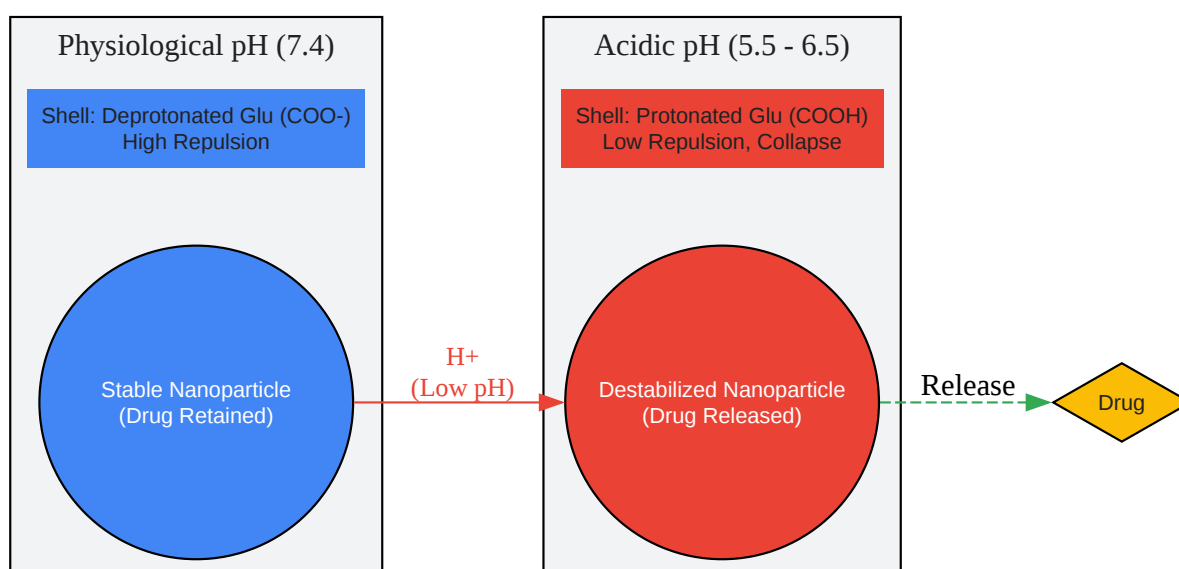 Physiological pH (7.4)
Shell: Deprotonated Glu (COO-)
High Repulsion
Stable Nanoparticle
(Drug Retained)
H+
(Low pH)
Acidic pH (5.5 - 6.5)
Shell: Protonated Glu (COOH)
Low Repulsion, Collapse
Destabilized Nanoparticle
(Drug Released)
Release
Drug